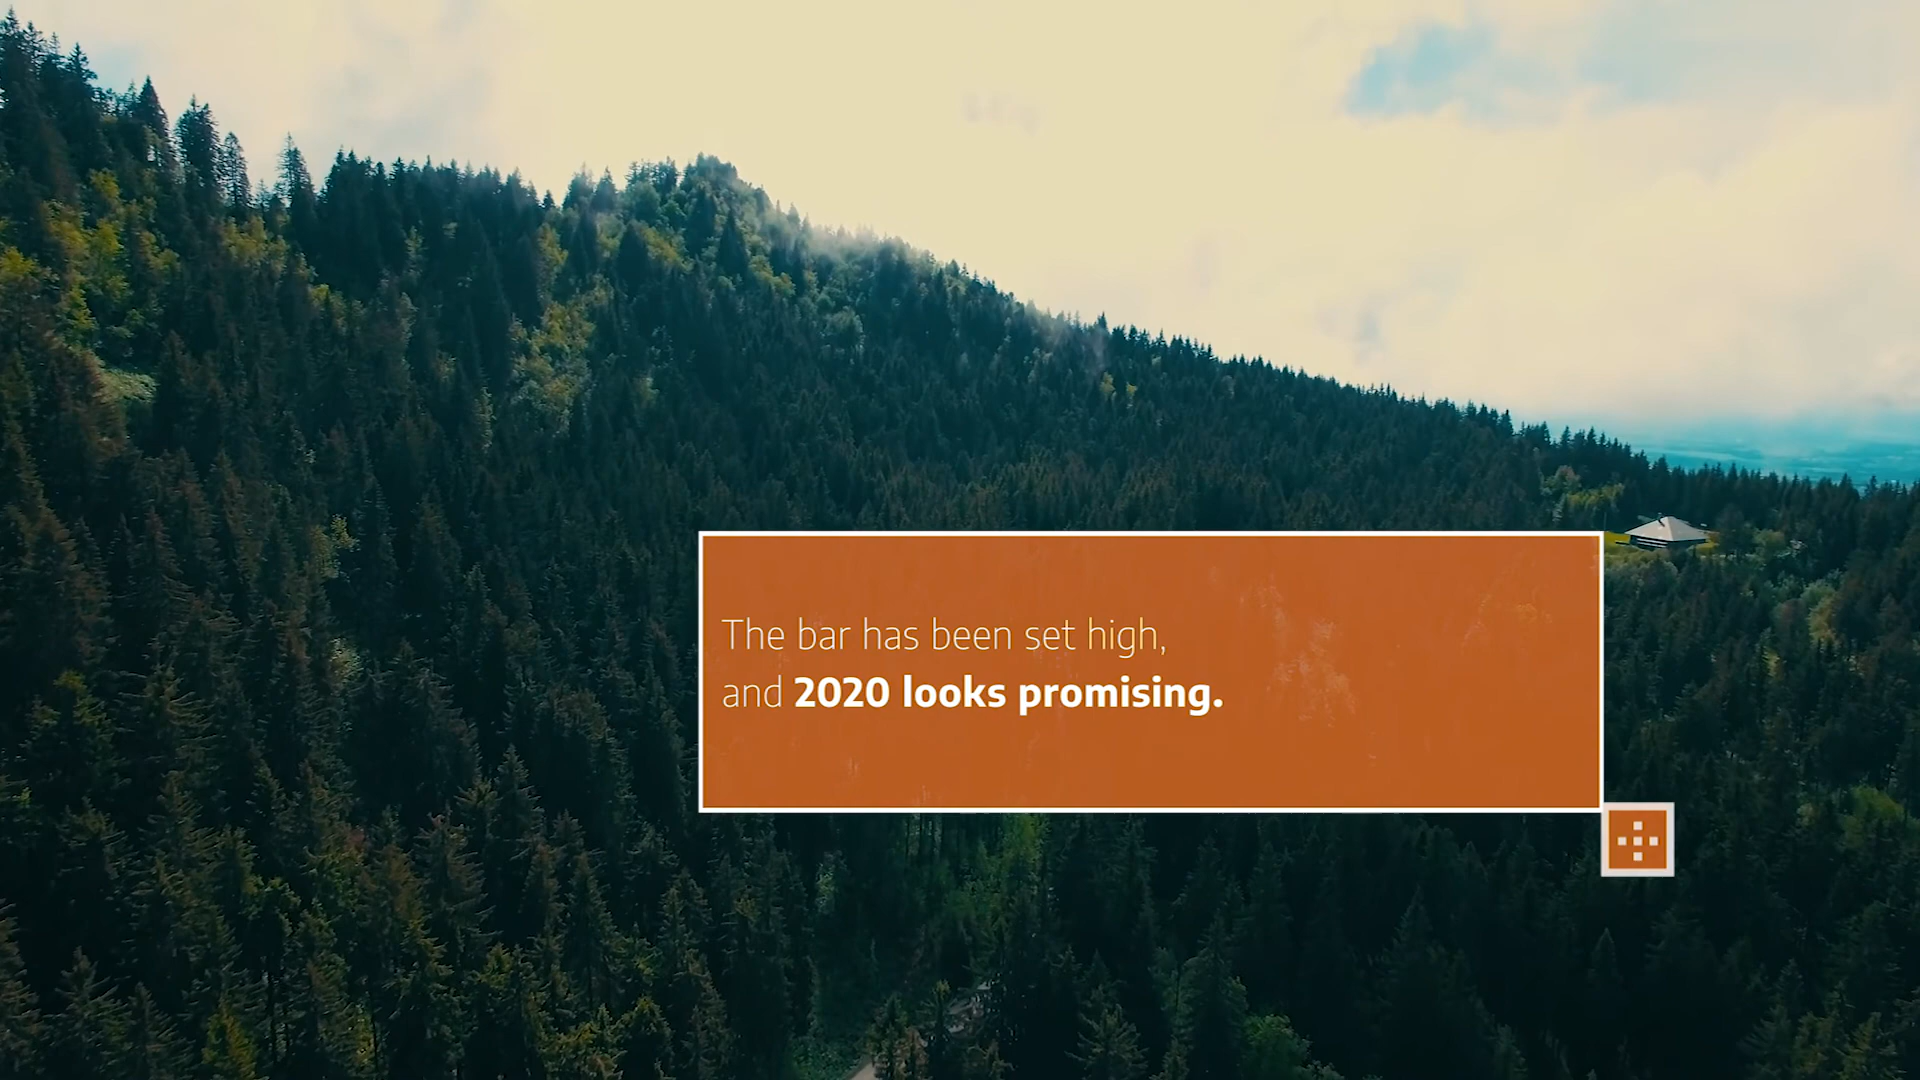 The bar has been set high,
and 2020 looks promising.